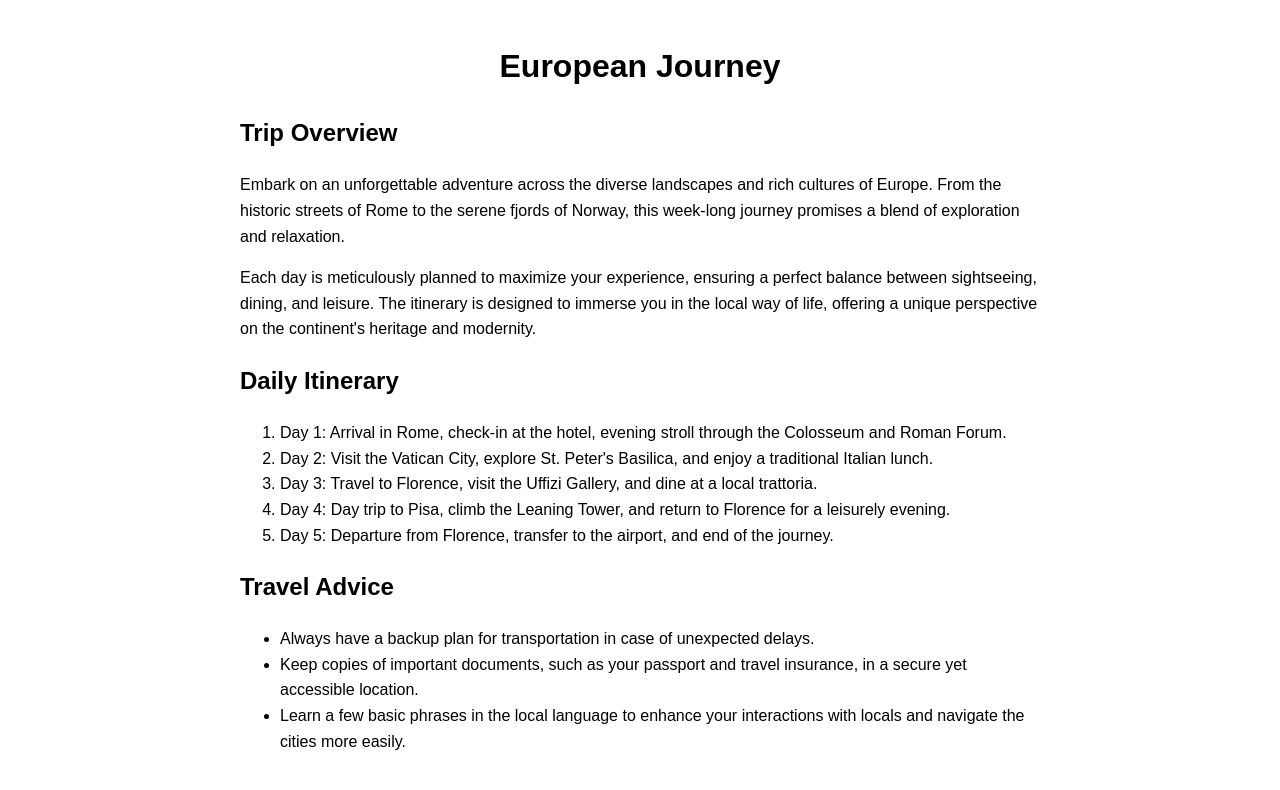 European Journey
Trip Overview
Embark on an unforgettable adventure across the diverse landscapes and rich cultures of Europe. From the
historic streets of Rome to the serene fjords of Norway, this week-long journey promises a blend of exploration
and relaxation.
Each day is meticulously planned to maximize your experience, ensuring a perfect balance between sightseeing,
dining, and leisure. The itinerary is designed to immerse you in the local way of life, offering a unique perspective
on the continent's heritage and modernity.
Daily Itinerary
1. Day 1: Arrival in Rome, check-in at the hotel, evening stroll through the Colosseum and Roman Forum.
2. Day 2: Visit the Vatican City, explore St. Peter's Basilica, and enjoy a traditional Italian lunch.
3. Day 3: Travel to Florence, visit the Uffizi Gallery, and dine at a local trattoria.
4. Day 4: Day trip to Pisa, climb the Leaning Tower, and return to Florence for a leisurely evening.
5. Day 5: Departure from Florence, transfer to the airport, and end of the journey.
Travel Advice
• Always have a backup plan for transportation in case of unexpected delays.
• Keep copies of important documents, such as your passport and travel insurance, in a secure yet
accessible location.
• Learn a few basic phrases in the local language to enhance your interactions with locals and navigate the
cities more easily.